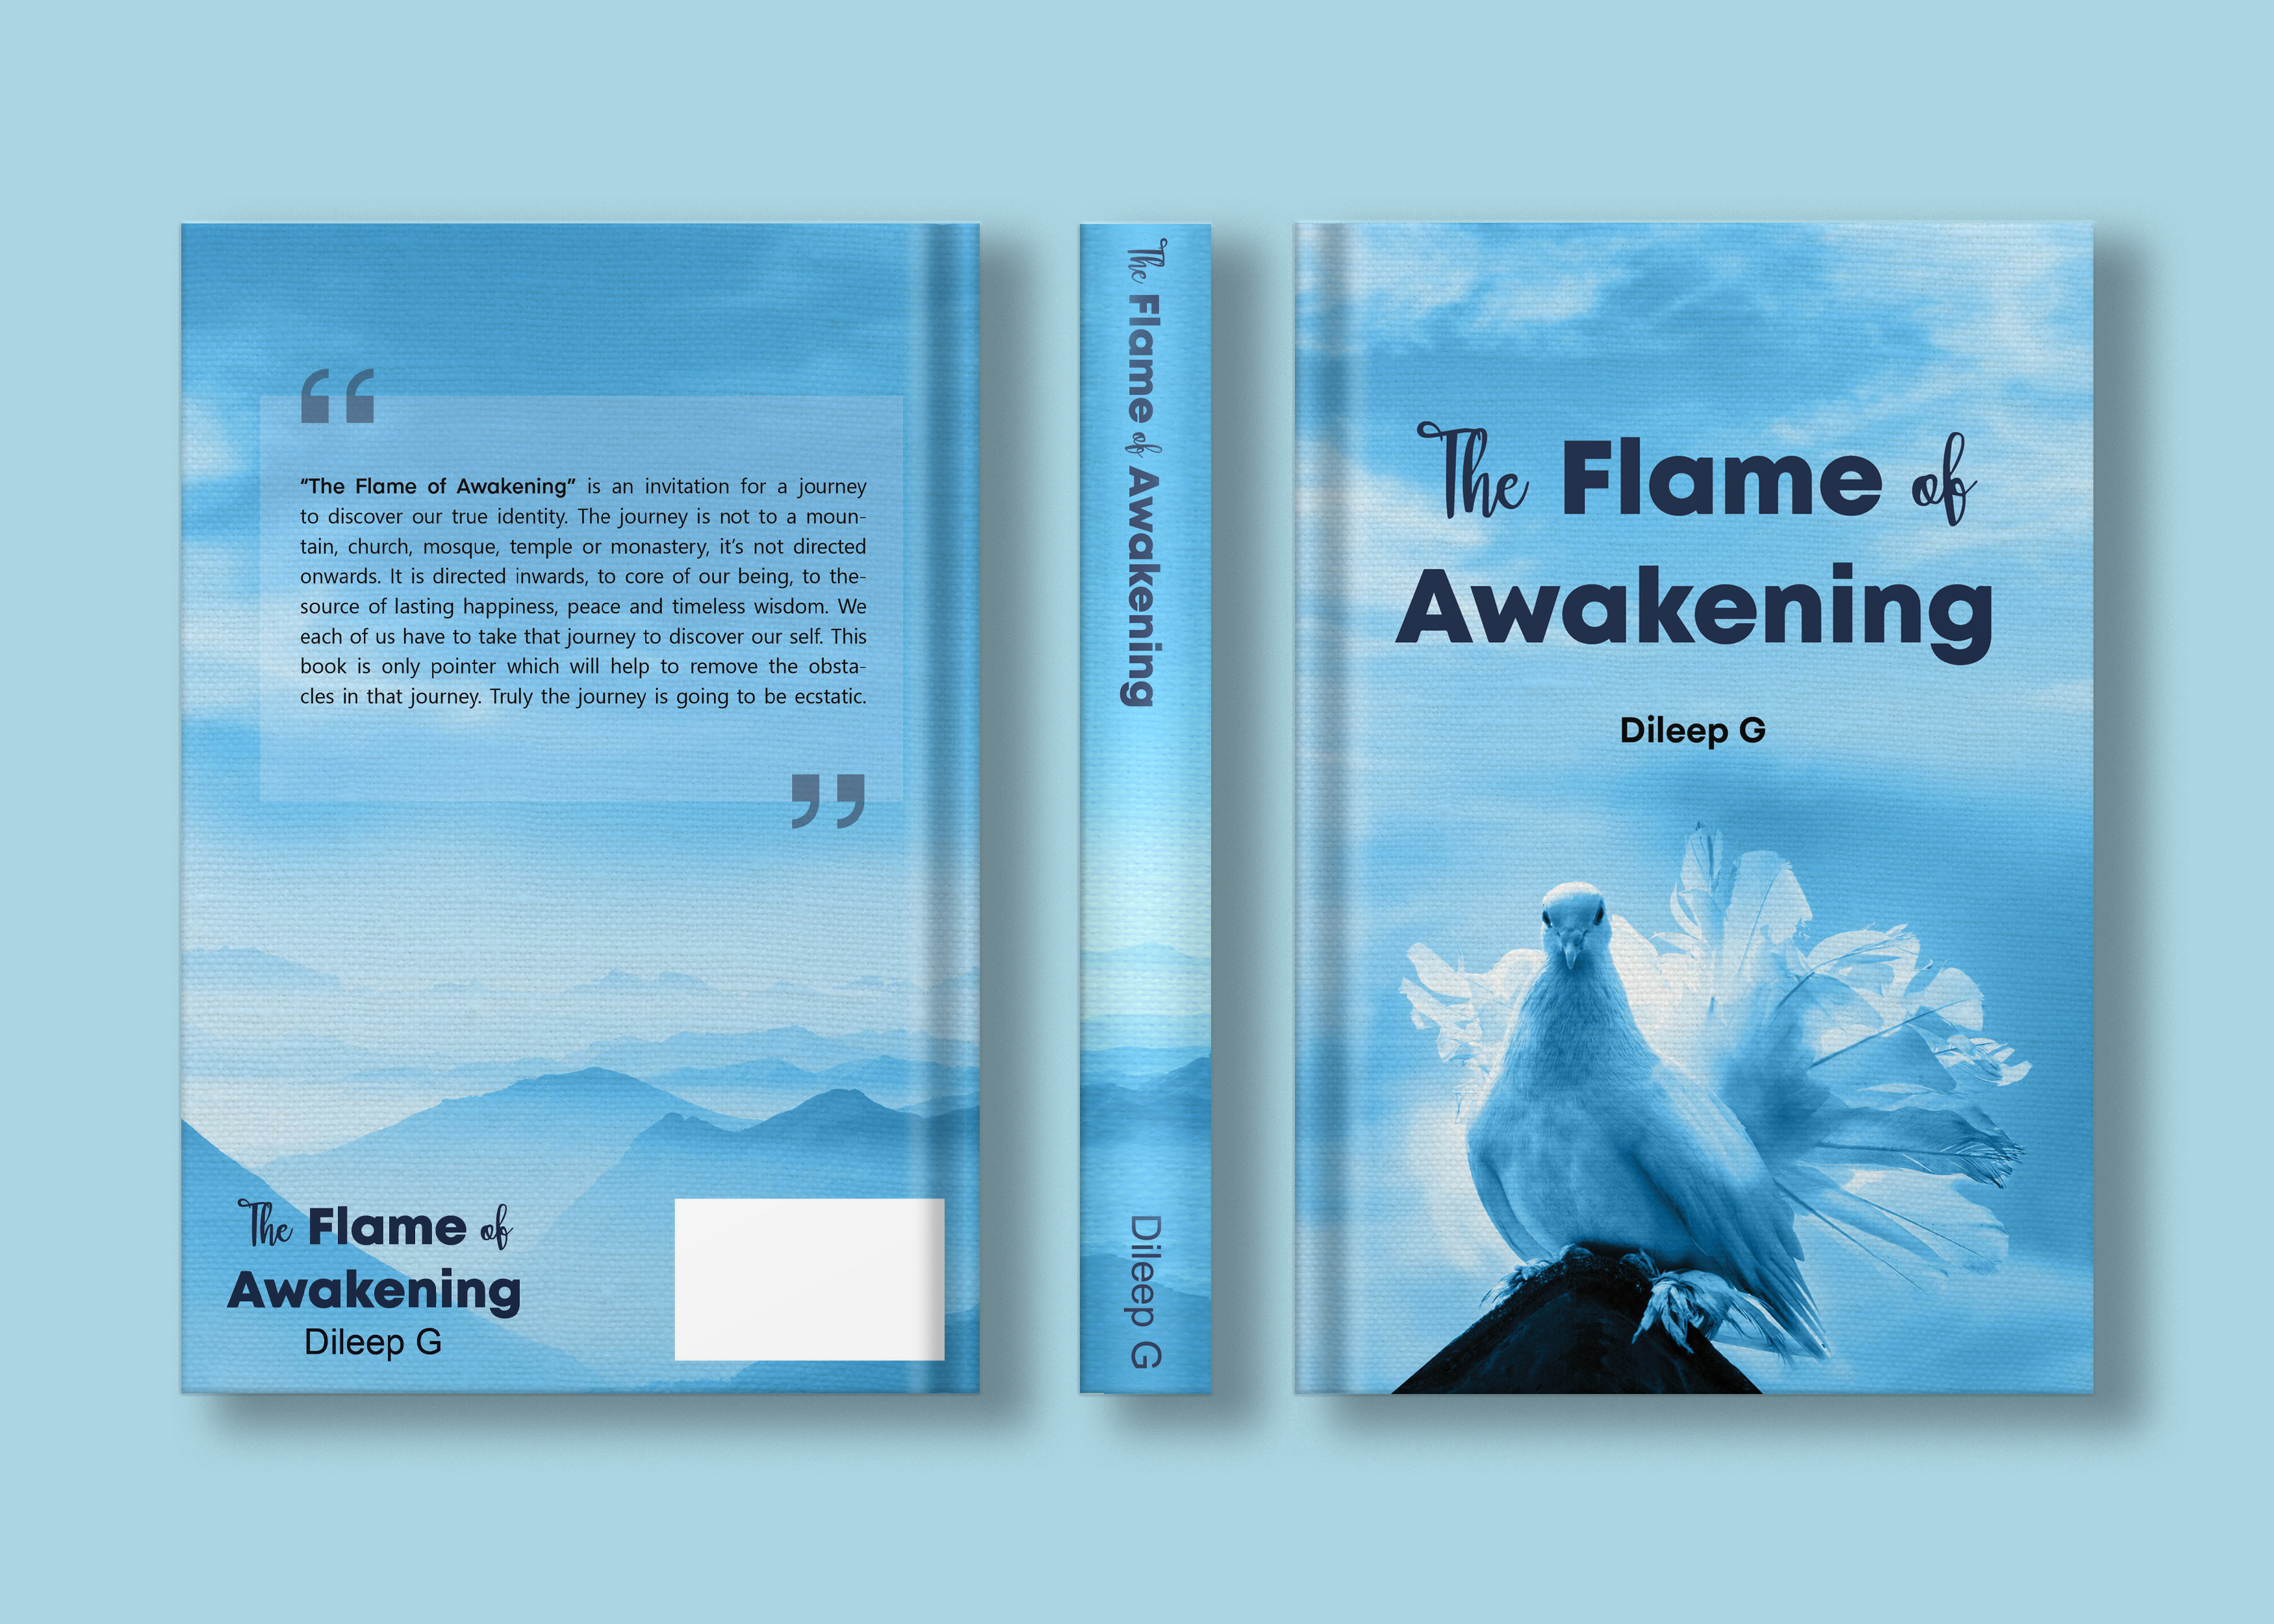 “The Flame of Awakening” is an invitation for a journey
to discover our true identity. The journey is not to a moun-
tain, church, mosque, temple or monastery, it’s not directed
onwards. It is directed inwards, to core of our being, to the-
source of lasting happiness, peace and timeless wisdom. We
each of us have to take that journey to discover our self. This
book is only pointer which will help to remove the obsta-
cles in that journey. Truly the journey is going to be ecstatic.
The Flame of
Awakening
Dileep G
The Flame of Awakening
Dileep G
The Flame of
Awakening
Dileep G